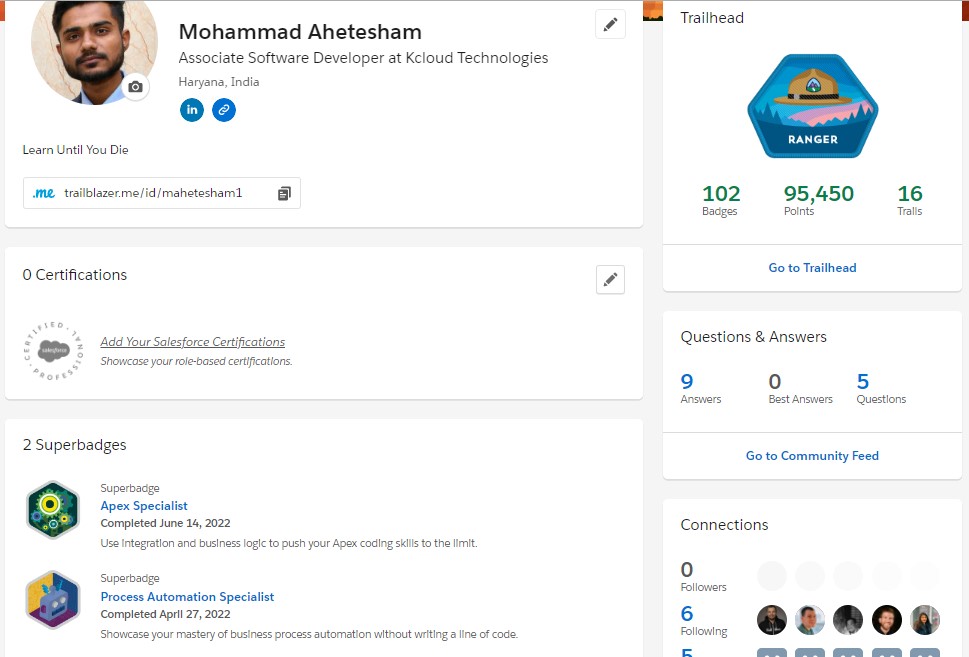 Mohammad Ahetesham
Associate Software Developer at Kcloud Technologies
Haryana, India
in
Learn Until You Die
.me trailblazer.me/id/mahetesham1
0 Certifications
CERTIFIED PROFESSIONAL
salesforce
Add Your Salesforce Certifications
Showcase your role-based certifications.
2 Superbadges
Superbadge
Apex Specialist
Completed June 14, 2022
Use integration and business logic to push your Apex coding skills to the limit.
Superbadge
Process Automation Specialist
Completed April 27, 2022
Showcase your mastery of business process automation without writing a line of code.
Trailhead
RANGER
102 95,450 16
Badges Points Trails
Go to Trailhead
Questions & Answers
9 0 5
Answers Best Answers Questions
Go to Community Feed
Connections
0
Followers
6
Following